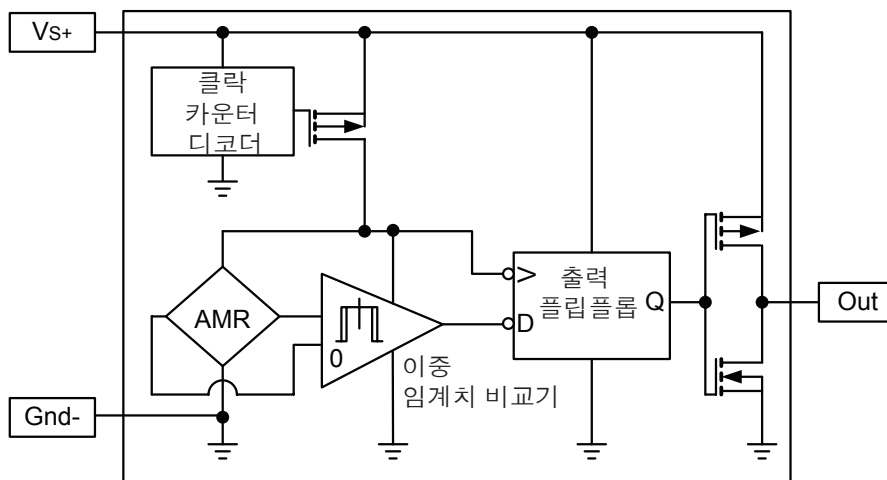 Vs+
클락
카운터
디코더
AMR
0
이중
임계치 비교기
출력
플립플롭
D
Q
Out
Gnd-